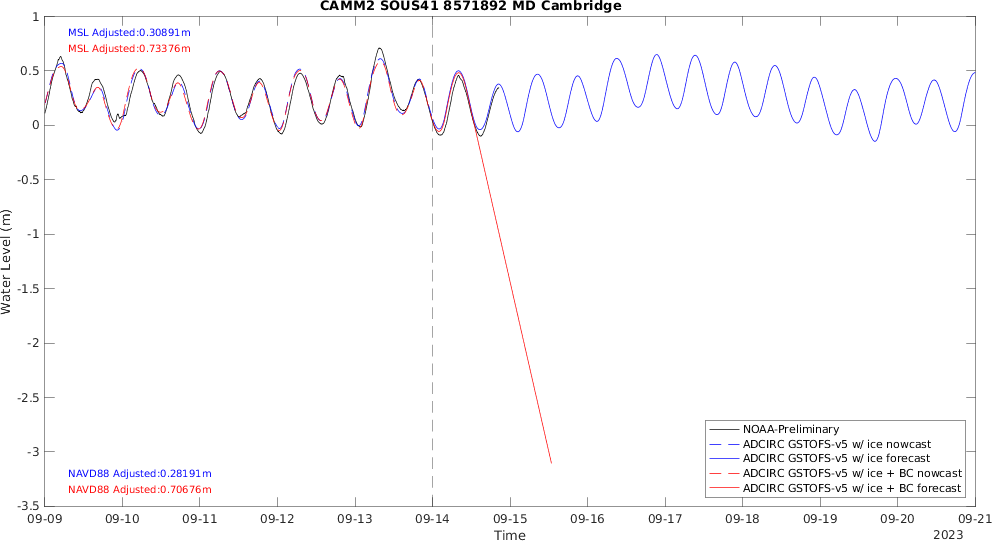 CAMM2 SOUS41 8571892 MD Cambridge
MSL Adjusted:0.30891m
MSL Adjusted:0.73376m
1
0.5
0
-0.5
-1
-1.5
-2
-2.5
-3
-3.5
Water Level (m)
NAVD88 Adjusted:0.28191m
NAVD88 Adjusted:0.70676m
NOAA-Preliminary
ADCIRC GSTOFS-v5 w/ ice nowcast
ADCIRC GSTOFS-v5 w/ ice forecast
ADCIRC GSTOFS-v5 w/ ice + BC nowcast
ADCIRC GSTOFS-v5 w/ ice + BC forecast
09-09 09-10 09-11 09-12 09-13 09-14 09-15 09-16 09-17 09-18 09-19 09-20 09-21
Time
2023